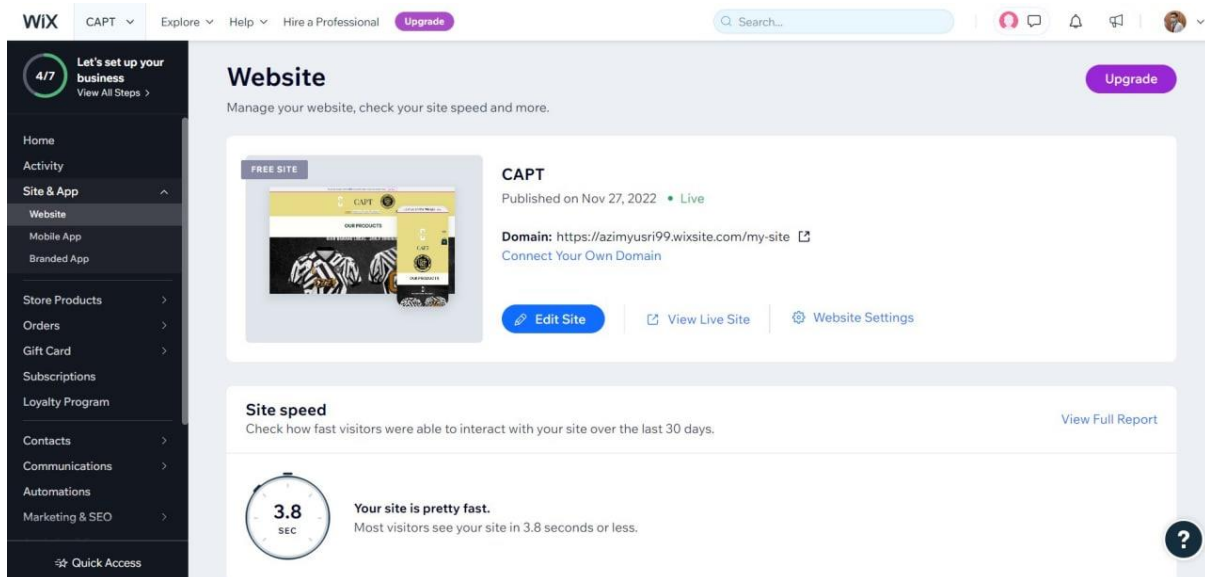 WiX
CAPT
Explore
Help
Hire a Professional
Upgrade
Search...
4/7
Let's set up your
business
View All Steps >
Home
Activity
Site & App
Website
Mobile App
Branded App
Store Products
Orders
Gift Card
Subscriptions
Loyalty Program
Contacts
Communications
Automations
Marketing & SEO
Quick Access
Website
Upgrade
Manage your website, check your site speed and more.
FREE SITE
CAPT
OUR PRODUCTS
CAPT
OUR PRODUCTS
CAPT
Published on Nov 27, 2022 • Live
Domain: https://azimyusri99.wixsite.com/my-site
Connect Your Own Domain
Edit Site
View Live Site
Website Settings
Site speed
Check how fast visitors were able to interact with your site over the last 30 days.
View Full Report
3.8
SEC
Your site is pretty fast.
Most visitors see your site in 3.8 seconds or less.
?